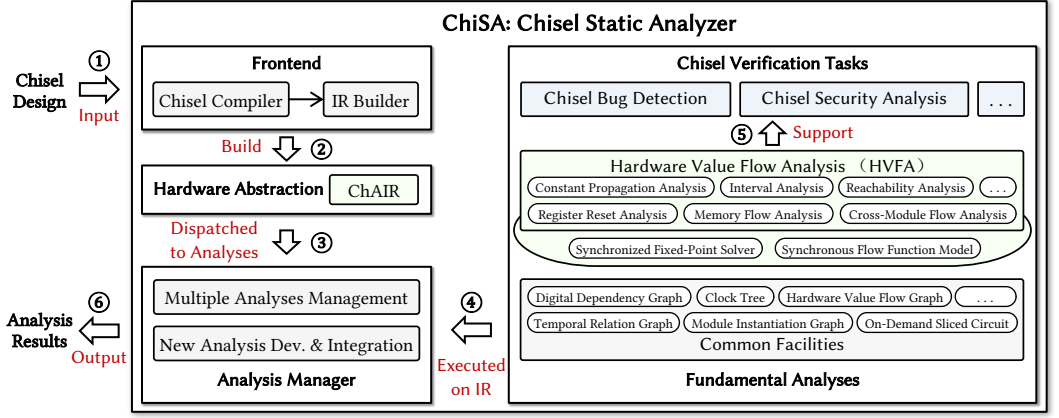 ChiSA: Chisel Static Analyzer
①
Chisel
Design
Input
Frontend
Chisel Compiler
IR Builder
Build
②
Hardware Abstraction
ChAIR
Dispatched
to Analyses
③
Multiple Analyses Management
New Analysis Dev. & Integration
Analysis Manager
④
Executed
on IR
⑥
Analysis
Results
Output
Chisel Verification Tasks
Chisel Bug Detection
Chisel Security Analysis
...
⑤
Support
Hardware Value Flow Analysis （HVFA）
Constant Propagation Analysis
Interval Analysis
Reachability Analysis
...
Register Reset Analysis
Memory Flow Analysis
Cross-Module Flow Analysis
Synchronized Fixed-Point Solver
Synchronous Flow Function Model
Digital Dependency Graph
Clock Tree
Hardware Value Flow Graph
...
Temporal Relation Graph
Module Instantiation Graph
On-Demand Sliced Circuit
Common Facilities
Fundamental Analyses